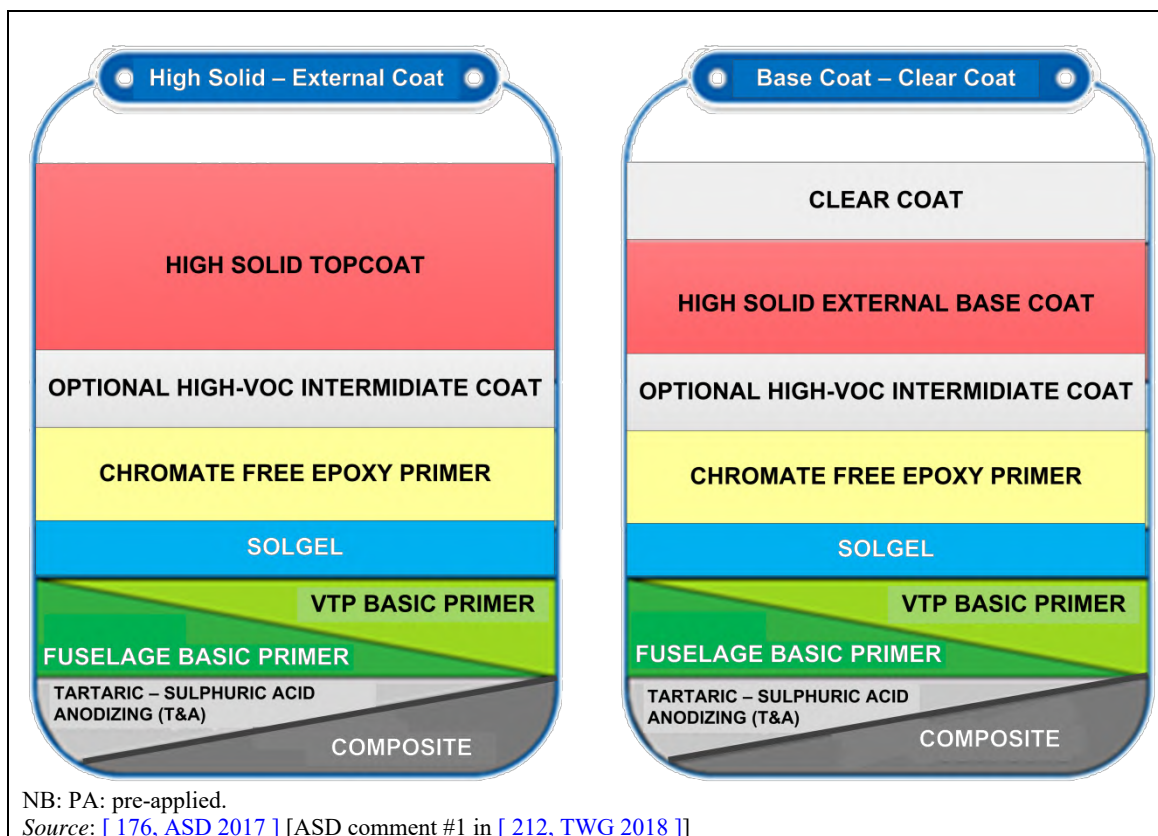 High Solid – External Coat
HIGH SOLID TOPCOAT
OPTIONAL HIGH-VOC INTERMIDIATE COAT
CHROMATE FREE EPOXY PRIMER
SOLGEL
VTP BASIC PRIMER
FUSELAGE BASIC PRIMER
TARTARIC – SULPHURIC ACID
ANODIZING (T&A)
COMPOSITE
Base Coat – Clear Coat
CLEAR COAT
HIGH SOLID EXTERNAL BASE COAT
OPTIONAL HIGH-VOC INTERMIDIATE COAT
CHROMATE FREE EPOXY PRIMER
SOLGEL
VTP BASIC PRIMER
FUSELAGE BASIC PRIMER
TARTARIC – SULPHURIC ACID
ANODIZING (T&A)
COMPOSITE
NB: PA: pre-applied.
Source: [ 176, ASD 2017 ] [ASD comment #1 in [ 212, TWG 2018 ]]